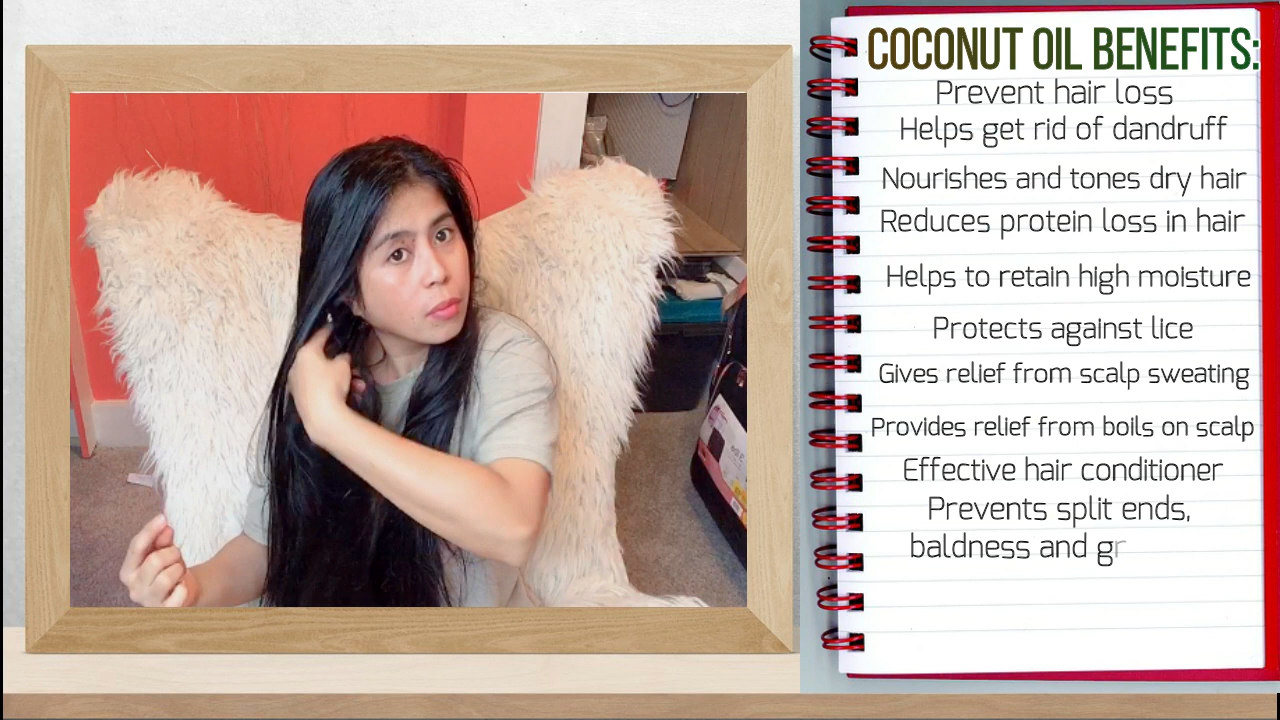 COCONUT OIL BENEFITS:
Prevent hair loss
Helps get rid of dandruff
Nourishes and tones dry hair
Reduces protein loss in hair
Helps to retain high moisture
Protects against lice
Gives relief from scalp sweating
Provides relief from boils on scalp
Effective hair conditioner
Prevents split ends,
baldness and gr